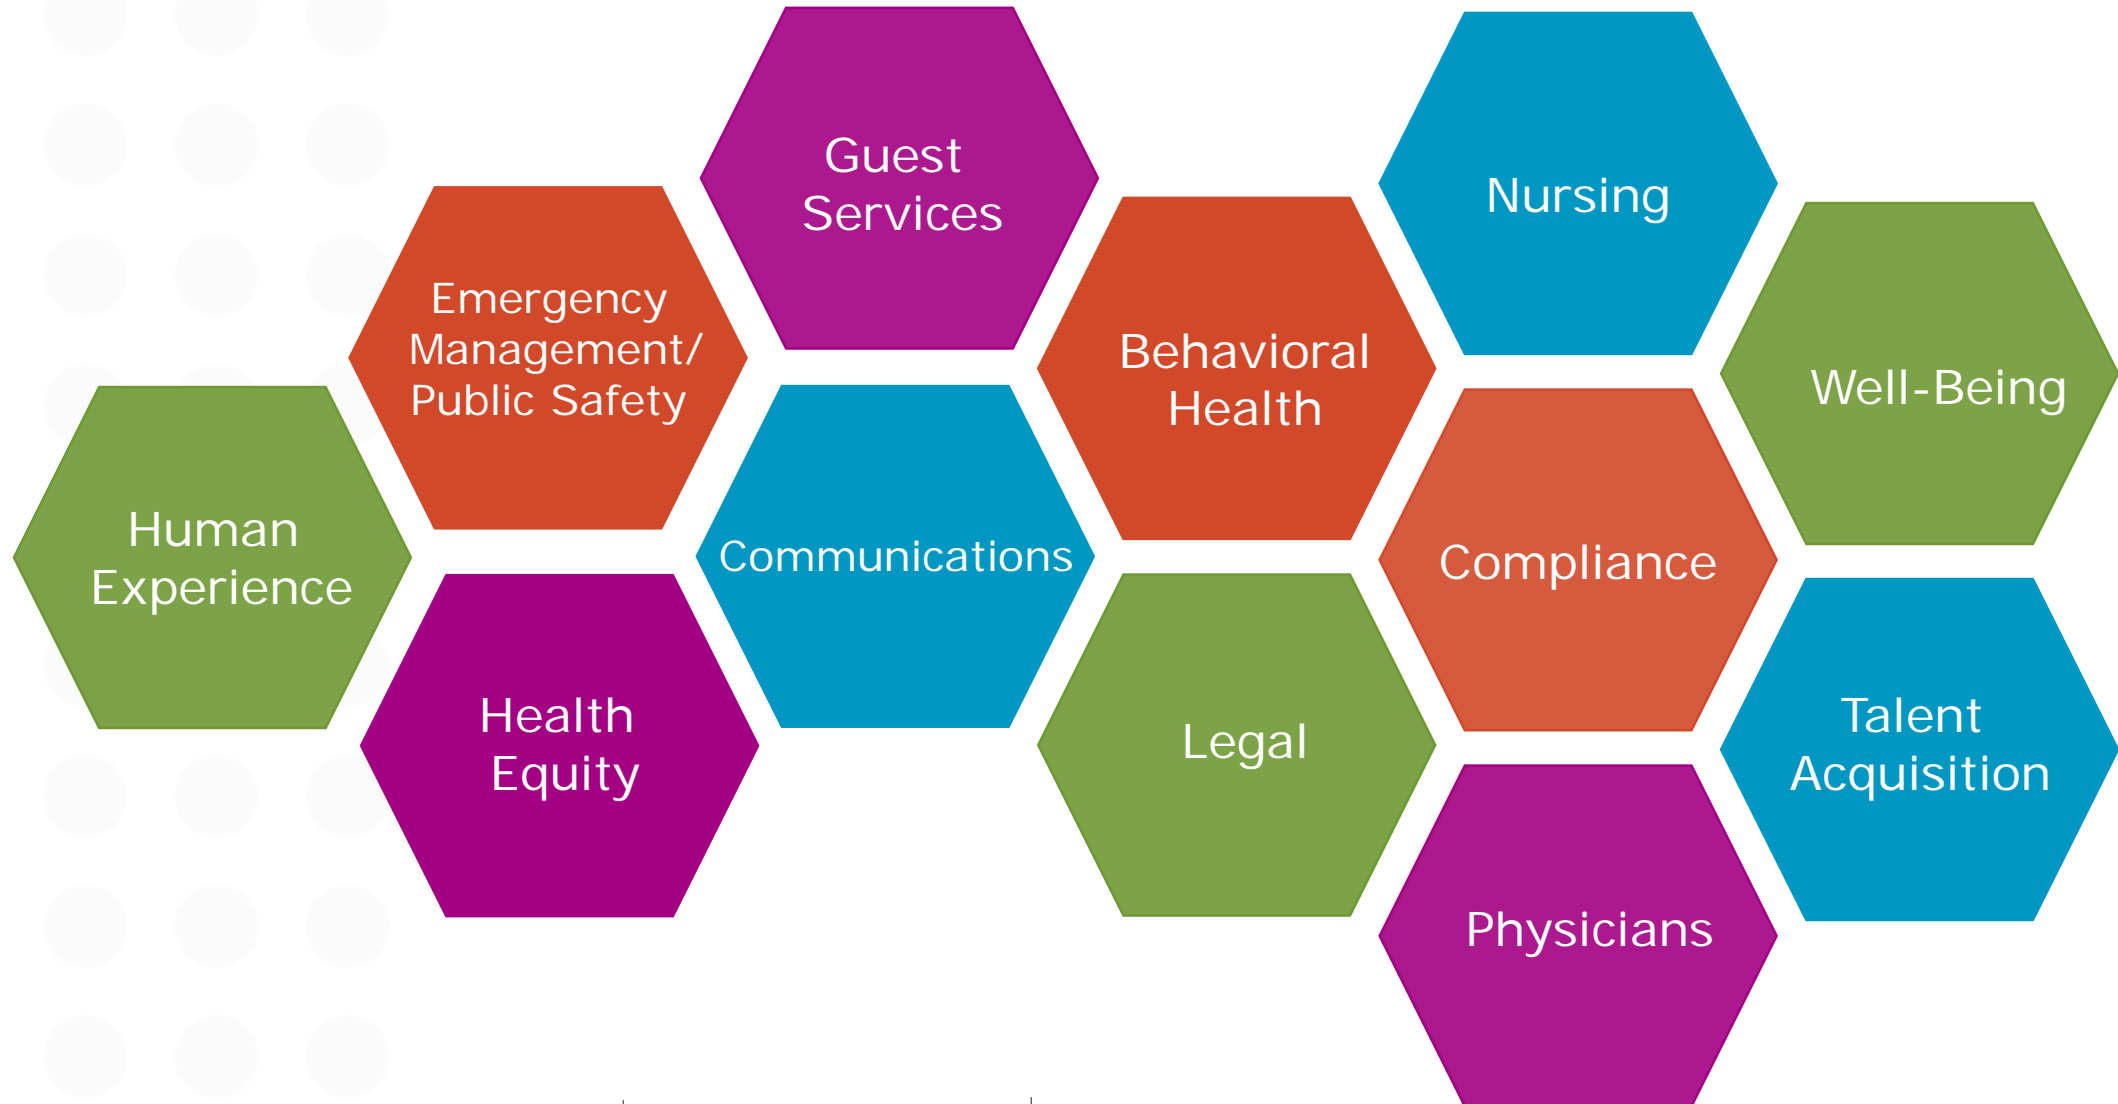 Guest
Services
Nursing
Emergency
Management/
Public Safety
Behavioral
Health
Well-Being
Human
Experience
Communications
Compliance
Health
Equity
Legal
Talent
Acquisition
Physicians